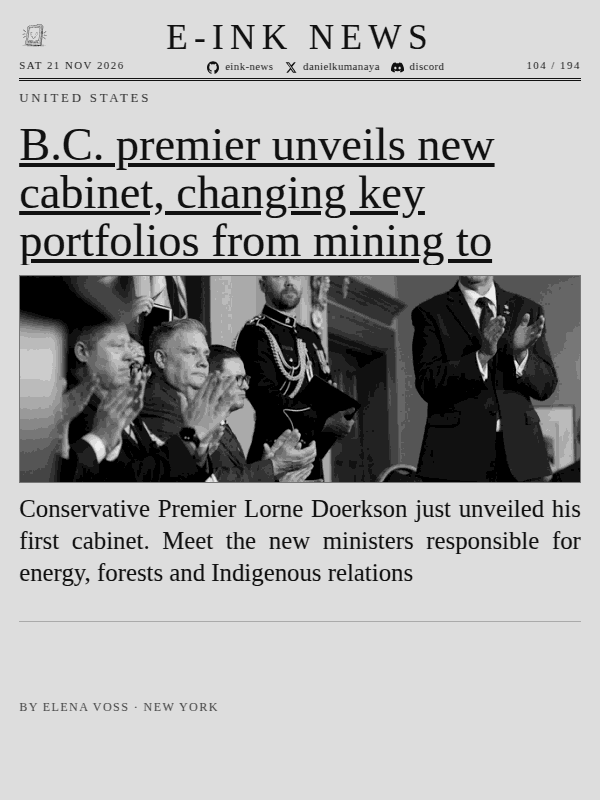 E-INK NEWS
SAT 21 NOV 2026
eink-news danielkumanaya discord
104 / 194
UNITED STATES
B.C. premier unveils new
cabinet, changing key
portfolios from mining to
Conservative Premier Lorne Doerkson just unveiled his
first cabinet. Meet the new ministers responsible for
energy, forests and Indigenous relations
BY ELENA VOSS · NEW YORK